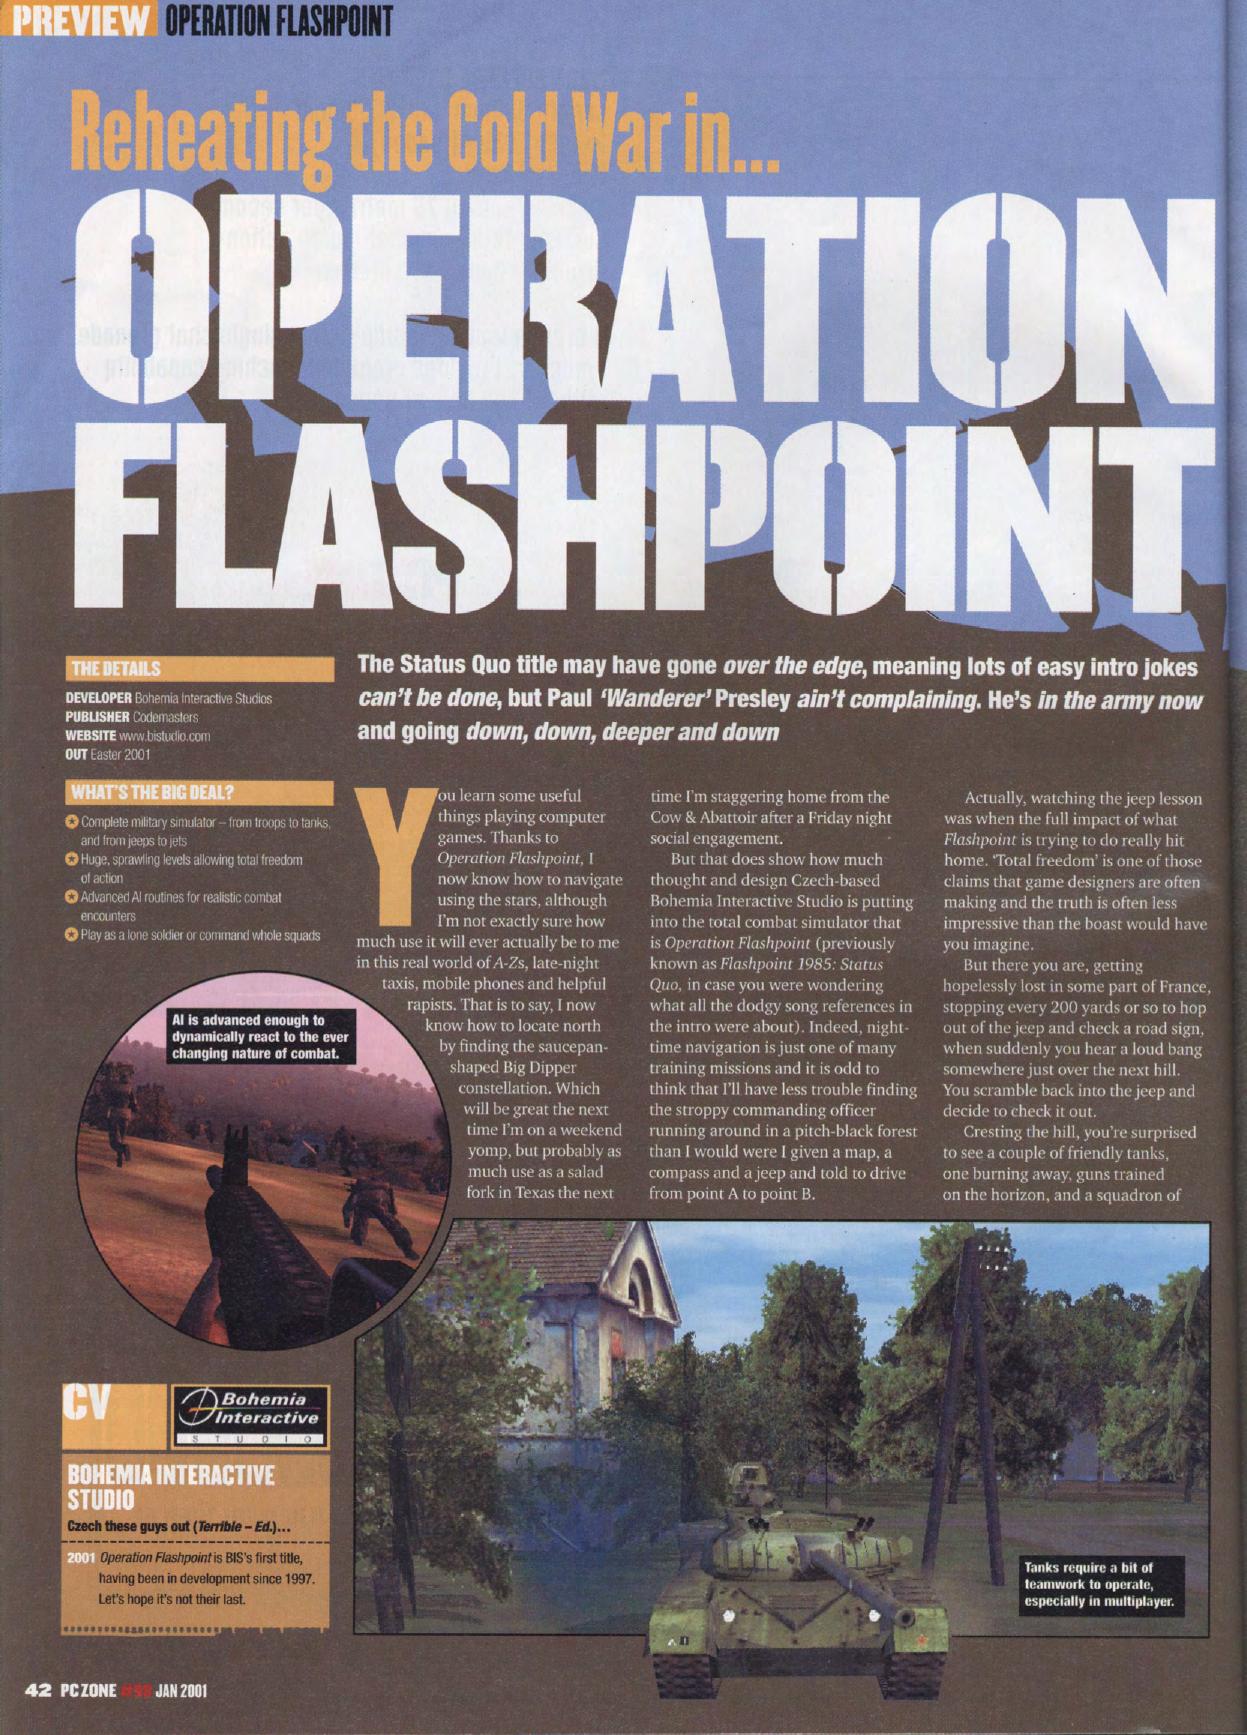 PREVIEW OPERATION FLASHPOINT
Reheating the Cold War in...
OPERATION
FLASHPOINT
THE DETAILS
DEVELOPER Bohemia Interactive Studios
PUBLISHER Codemasters
WEBSITE www.bistudio.com
OUT Easter 2001
WHAT'S THE BIG DEAL?
Complete military simulator – from troops to tanks,
and from jeeps to jets
Huge, sprawling levels allowing total freedom
of action
Advanced AI routines for realistic combat
encounters
Play as a lone soldier or command whole squads
The Status Quo title may have gone over the edge, meaning lots of easy intro jokes
can't be done, but Paul 'Wanderer' Presley ain't complaining. He's in the army now
and going down, down, deeper and down
You learn some useful
things playing computer
games. Thanks to
Operation Flashpoint, I
now know how to navigate
using the stars, although
I'm not exactly sure how
much use it will ever actually be to me
in this real world of A-Zs, late-night
taxis, mobile phones and helpful
rapists. That is to say, I now
know how to locate north
by finding the saucepan-
shaped Big Dipper
constellation. Which
will be great the next
time I'm on a weekend
yomp, but probably as
much use as a salad
fork in Texas the next
time I'm staggering home from the
Cow & Abattoir after a Friday night
social engagement.
But that does show how much
thought and design Czech-based
Bohemia Interactive Studio is putting
into the total combat simulator that
is Operation Flashpoint (previously
known as Flashpoint 1985: Status
Quo, in case you were wondering
what all the dodgy song references in
the intro were about). Indeed, night-
time navigation is just one of many
training missions and it is odd to
think that I'll have less trouble finding
the stroppy commanding officer
running around in a pitch-black forest
than I would were I given a map, a
compass and a jeep and told to drive
from point A to point B.
Actually, watching the jeep lesson
was when the full impact of what
Flashpoint is trying to do really hit
home. 'Total freedom' is one of those
claims that game designers are often
making and the truth is often less
impressive than the boast would have
you imagine.
But there you are, getting
hopelessly lost in some part of France,
stopping every 200 yards or so to hop
out of the jeep and check a road sign,
when suddenly you hear a loud bang
somewhere just over the next hill.
You scramble back into the jeep and
decide to check it out.
Cresting the hill, you're surprised
to see a couple of friendly tanks,
one burning away, guns trained
on the horizon, and a squadron of
AI is advanced enough to
dynamically react to the ever
changing nature of combat.
CV
Bohemia
Interactive
STUDIO
BOHEMIA INTERACTIVE
STUDIO
Czech these guys out (Terrible – Ed.)...
2001 Operation Flashpoint is BIS's first title,
having been in development since 1997.
Let's hope it's not their last.
Tanks require a bit of
teamwork to operate,
especially in multiplayer.
42 PCZONE JAN 2001